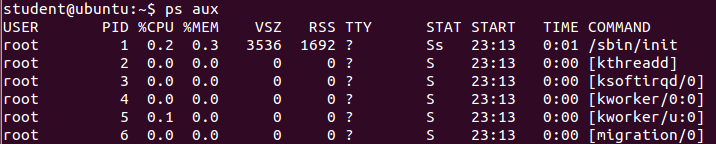 student@ubuntu:~$ ps aux
USER       PID %CPU %MEM    VSZ   RSS TTY      STAT START   TIME COMMAND
root         1  0.2  0.3   3536  1692 ?        Ss   23:13   0:01 /sbin/init
root         2  0.0  0.0      0     0 ?        S    23:13   0:00 [kthreadd]
root         3  0.0  0.0      0     0 ?        S    23:13   0:00 [ksoftirqd/0]
root         4  0.0  0.0      0     0 ?        S    23:13   0:00 [kworker/0:0]
root         5  0.1  0.0      0     0 ?        S    23:13   0:00 [kworker/u:0]
root         6  0.0  0.0      0     0 ?        S    23:13   0:00 [migration/0]